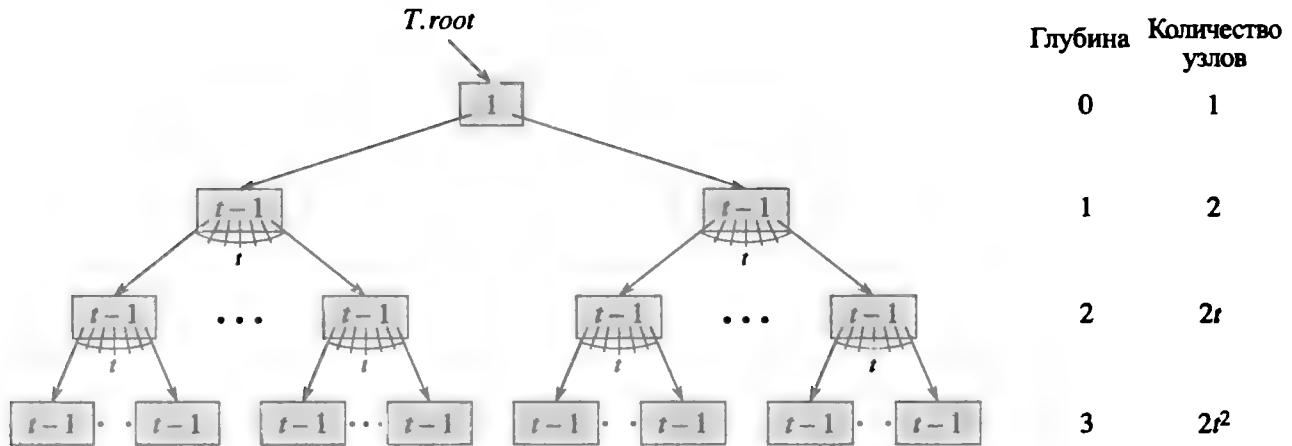 T.root
Глубина Количество узлов
1 0 1
t – 1 t – 1 1 2
t t
t – 1 • • • t – 1 t – 1 • • • t – 1 2 2t
t t t t
t – 1 · · t – 1 t – 1 ··· t – 1 t – 1 · · t – 1 t – 1 · · t – 1 3 2t²